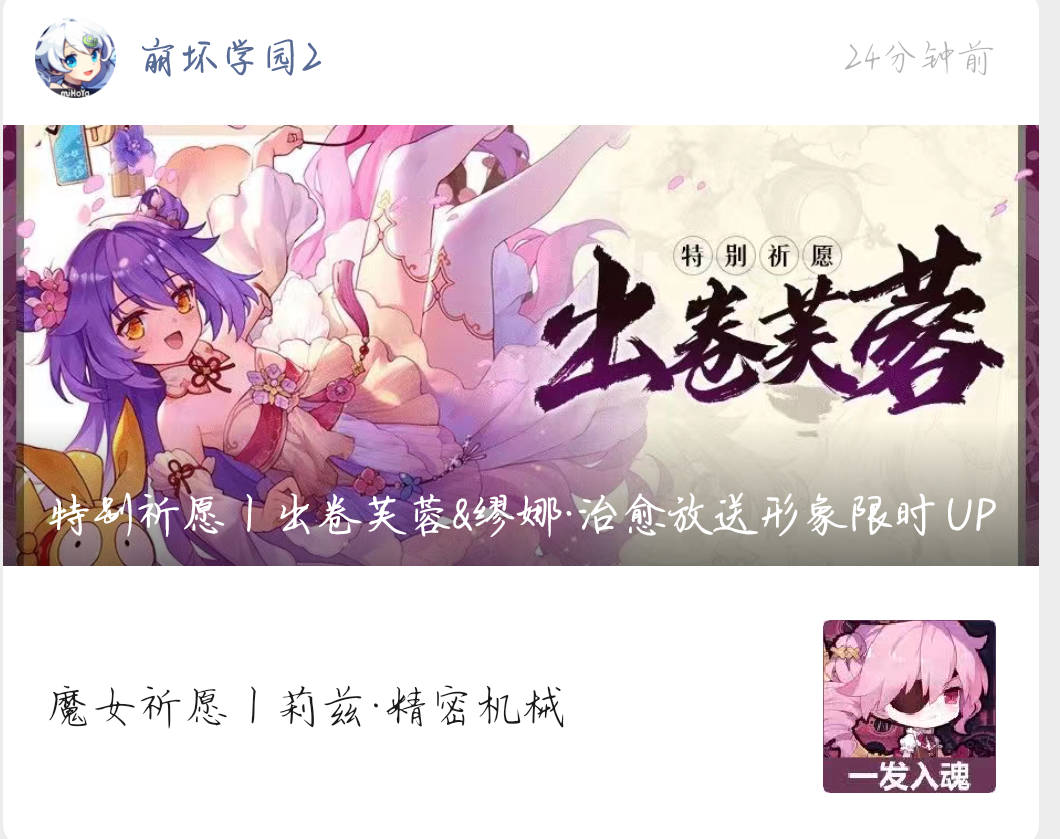 崩坏学园2
24分钟前
miHoYo
特别祈愿
出卷芙蓉
特别祈愿丨出卷芙蓉&缪娜·治愈放送形象限时UP
魔女祈愿丨莉兹·精密机械
一发入魂